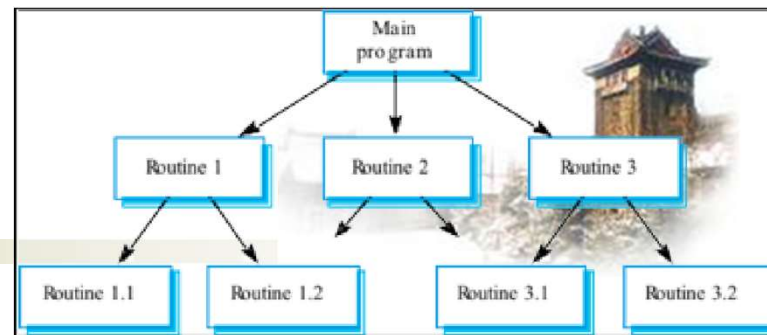 Main
program
Routine 1
Routine 2
Routine 3
Routine 1.1
Routine 1.2
Routine 3.1
Routine 3.2